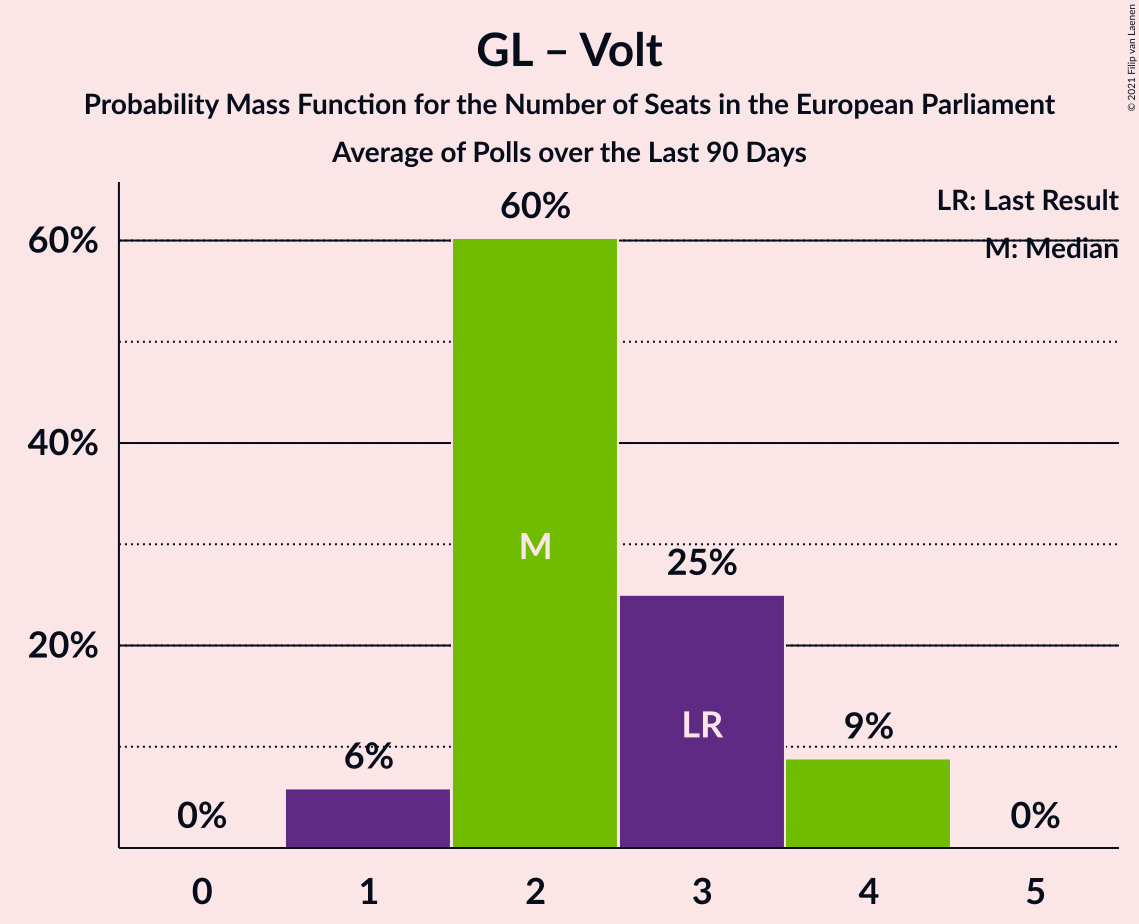 GL – Volt
Probability Mass Function for the Number of Seats in the European Parliament
Average of Polls over the Last 90 Days
© 2021 Filip van Laenen
LR: Last Result
M: Median
60%
40%
20%
0%
6%
60%
25%
9%
0%
M
LR
0
1
2
3
4
5